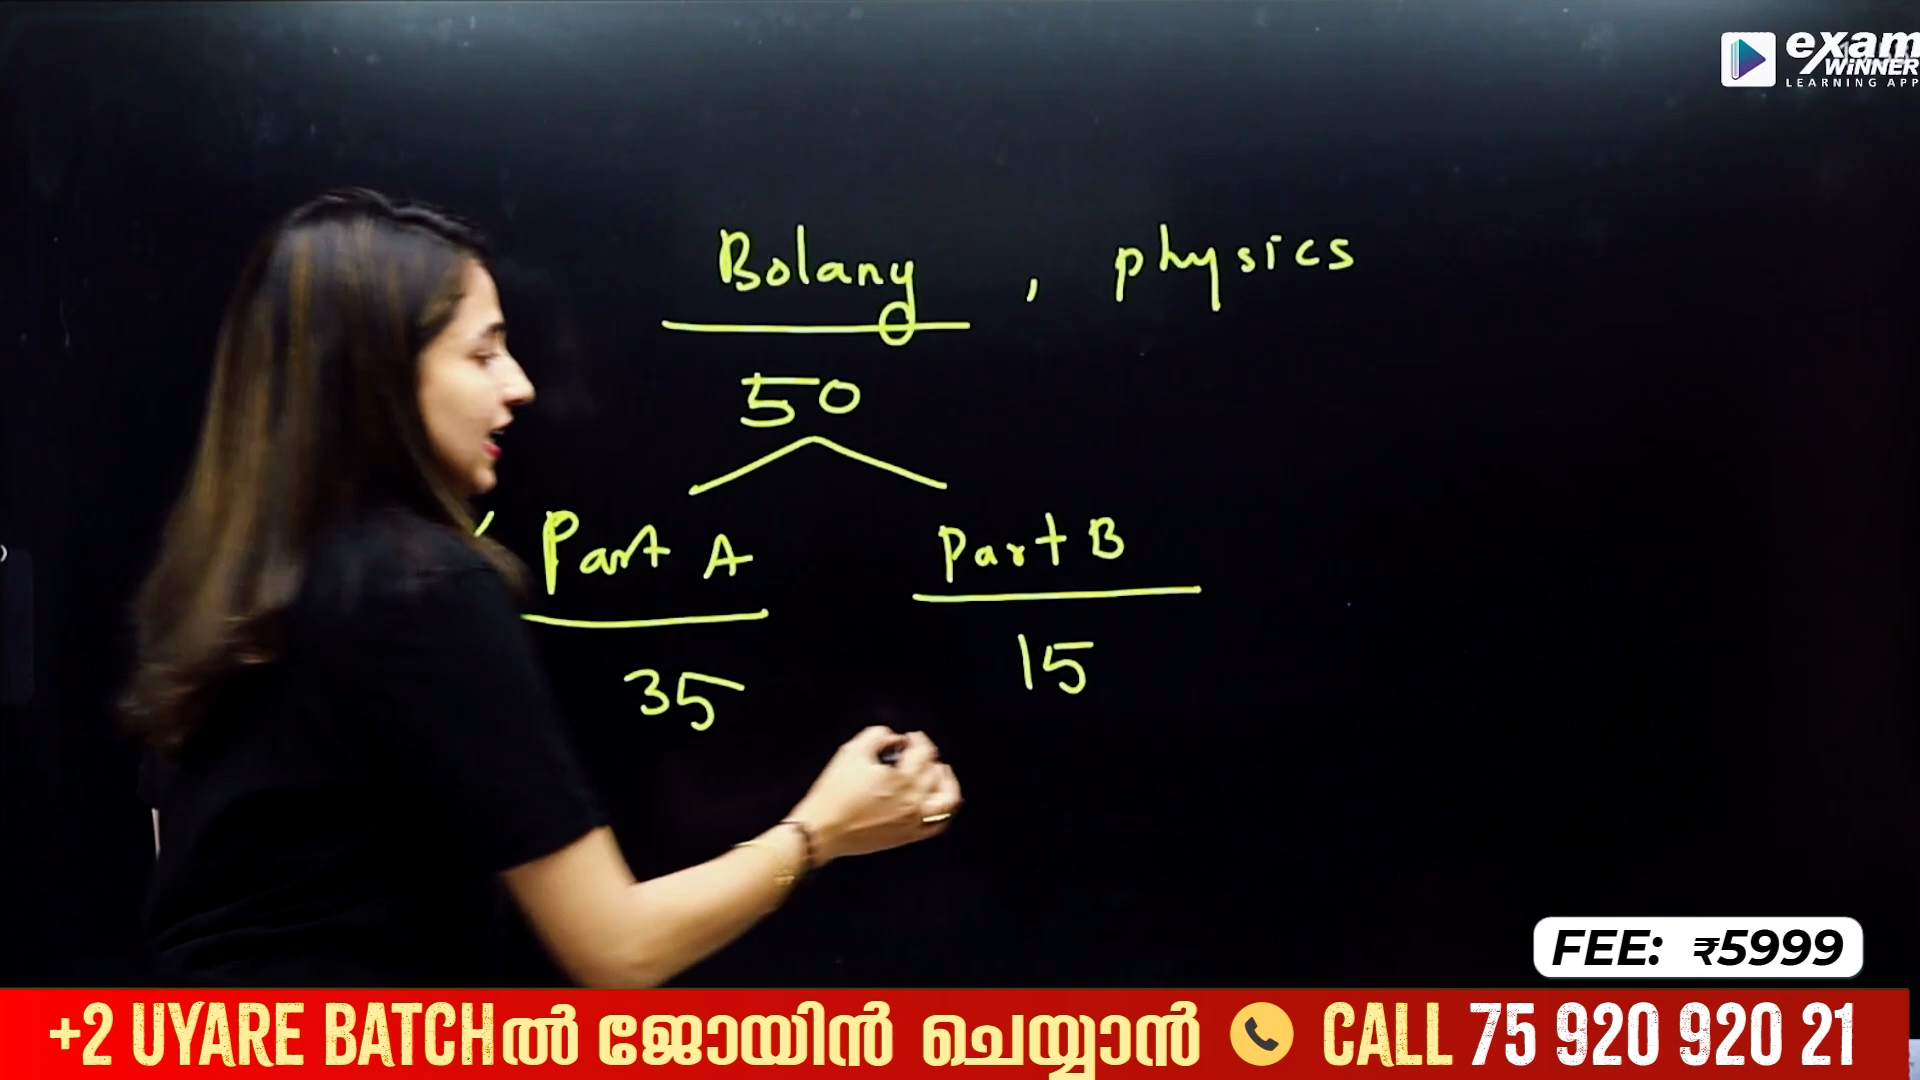 exam
WiNNER
LEARNING APP
Bolany , physics
50
Part A Part B
35 15
FEE: ₹5999
+2 UYARE BATCHൽ ജോയിൻ ചെയ്യാൻ CALL 75 920 920 21